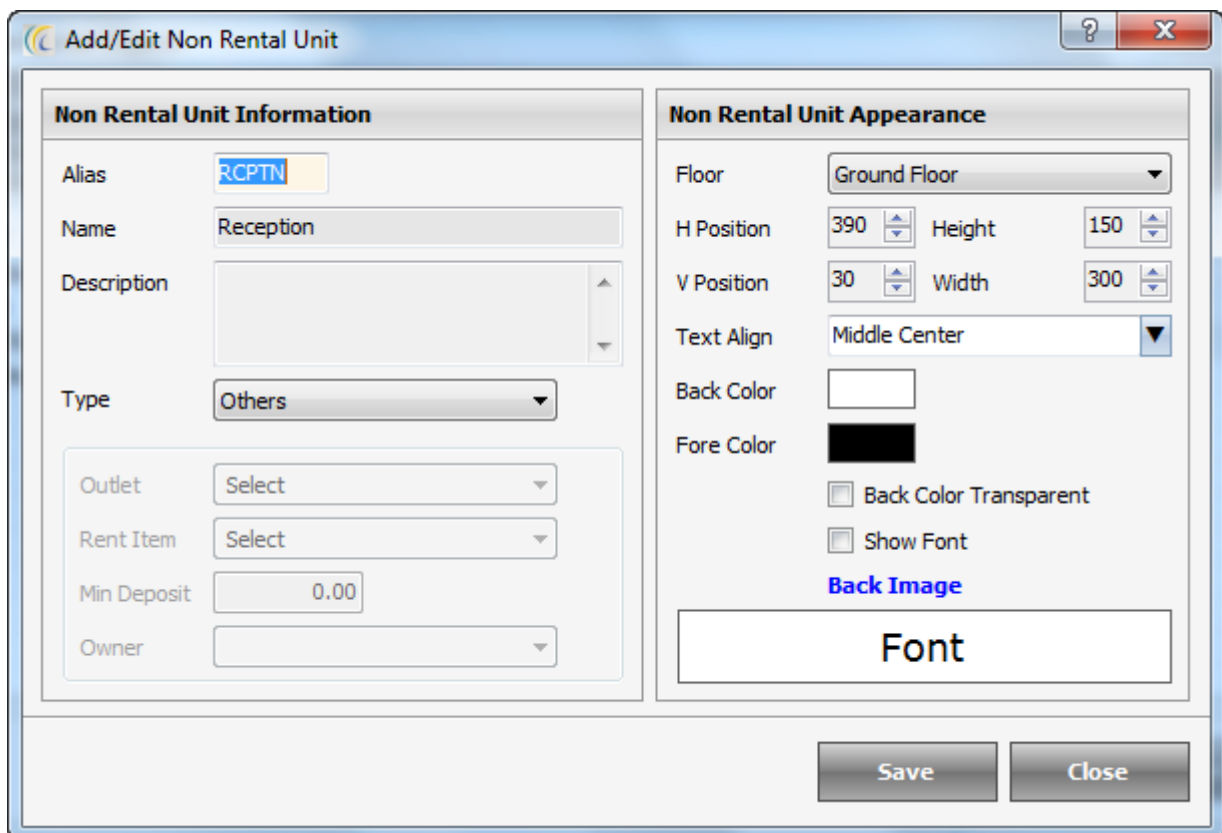 Add/Edit Non Rental Unit
Non Rental Unit Information
Alias RCPTN
Name Reception
Description
Type Others
Outlet Select
Rent Item Select
Min Deposit 0.00
Owner
Non Rental Unit Appearance
Floor Ground Floor
H Position 390 Height 150
V Position 30 Width 300
Text Align Middle Center
Back Color
Fore Color
Back Color Transparent
Show Font
Back Image
Font
Save Close